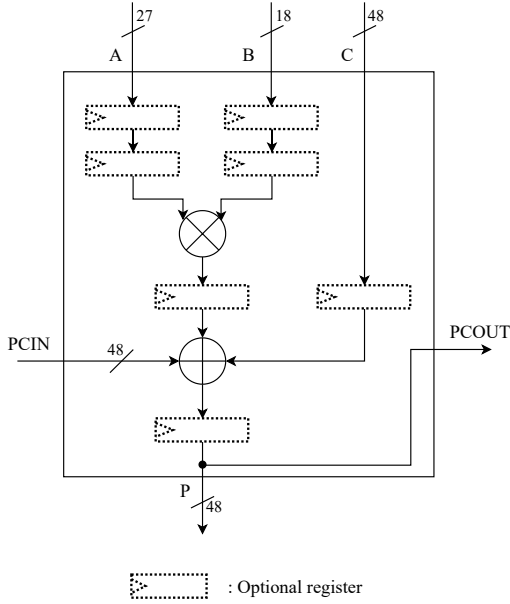 27
18
48
A
B
C
PCIN
48
PCOUT
P
48
: Optional register